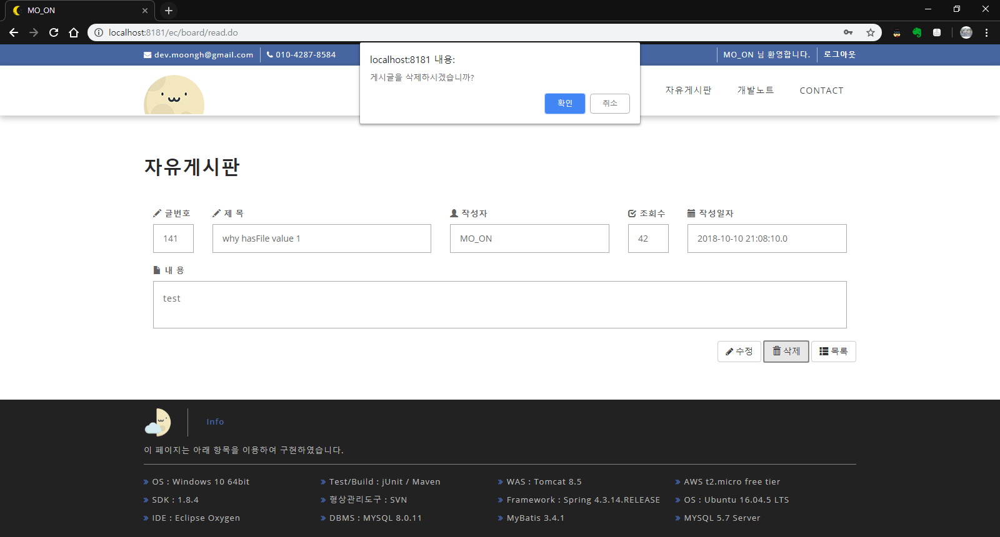 MO_ON
localhost:8181/ec/board/read.do
dev.moongh@gmail.com 010-4287-8584
MO_ON 님 환영합니다. 로그아웃
localhost:8181 내용:
게시글을 삭제하시겠습니까?
확인 취소
자유게시판 개발노트 CONTACT
자유게시판
글번호 제 목 작성자 조회수 작성일자
141 why hasFile value 1 MO_ON 42 2018-10-10 21:08:10.0
내 용
test
수정 삭제 목록
Info
이 페이지는 아래 항목을 이용하여 구현하였습니다.
OS : Windows 10 64bit Test/Build : jUnit / Maven WAS : Tomcat 8.5 AWS t2.micro free tier
SDK : 1.8.4 형상관리도구 : SVN Framework : Spring 4.3.14.RELEASE OS : Ubuntu 16.04.5 LTS
IDE : Eclipse Oxygen DBMS : MYSQL 8.0.11 MyBatis 3.4.1 MYSQL 5.7 Server